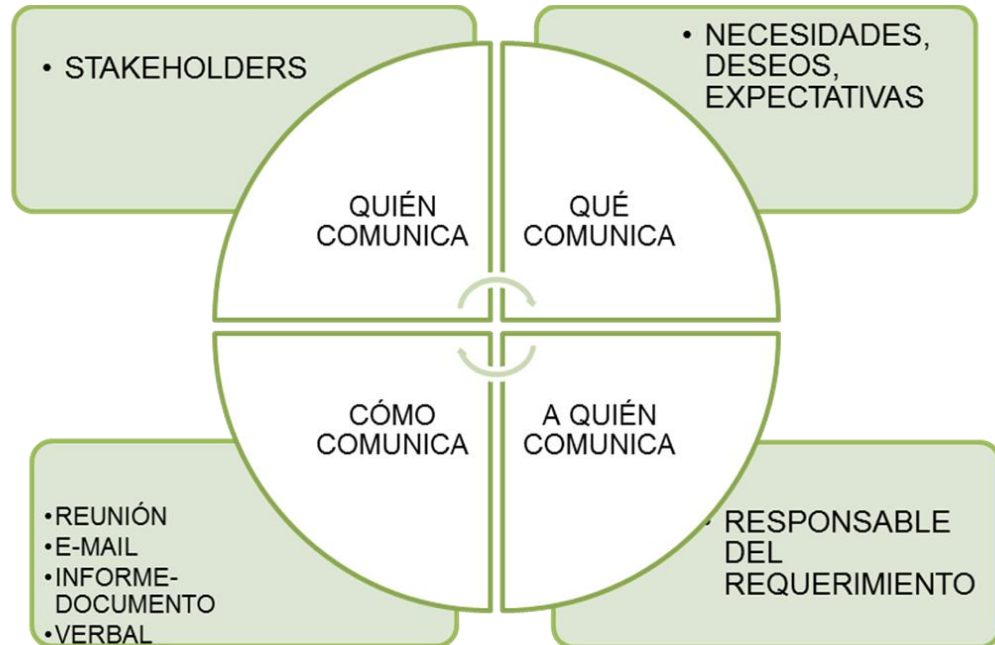 • STAKEHOLDERS
• NECESIDADES,
DESEOS,
EXPECTATIVAS
QUIÉN
COMUNICA
QUÉ
COMUNICA
CÓMO
COMUNICA
A QUIÉN
COMUNICA
•REUNIÓN
•E-MAIL
•INFORME-
DOCUMENTO
•VERBAL
• RESPONSABLE
DEL
REQUERIMIENTO